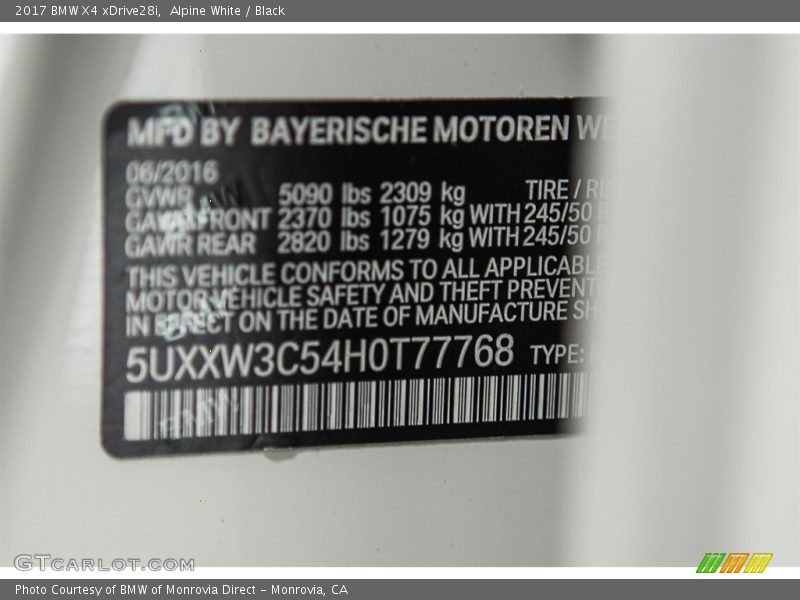 2017 BMW X4 xDrive28i, Alpine White / Black
MFD BY BAYERISCHE MOTOREN WE
06/2016
GVWR 5090 lbs 2309 kg TIRE / RI
GAWR FRONT 2370 lbs 1075 kg WITH 245/50 R
GAWR REAR 2820 lbs 1279 kg WITH 245/50 R
THIS VEHICLE CONFORMS TO ALL APPLICABLE
MOTOR VEHICLE SAFETY AND THEFT PREVENTI
IN EFFECT ON THE DATE OF MANUFACTURE SH
5UXXW3C54H0T77768 TYPE:
GTCARLOT.COM
Photo Courtesy of BMW of Monrovia Direct - Monrovia, CA